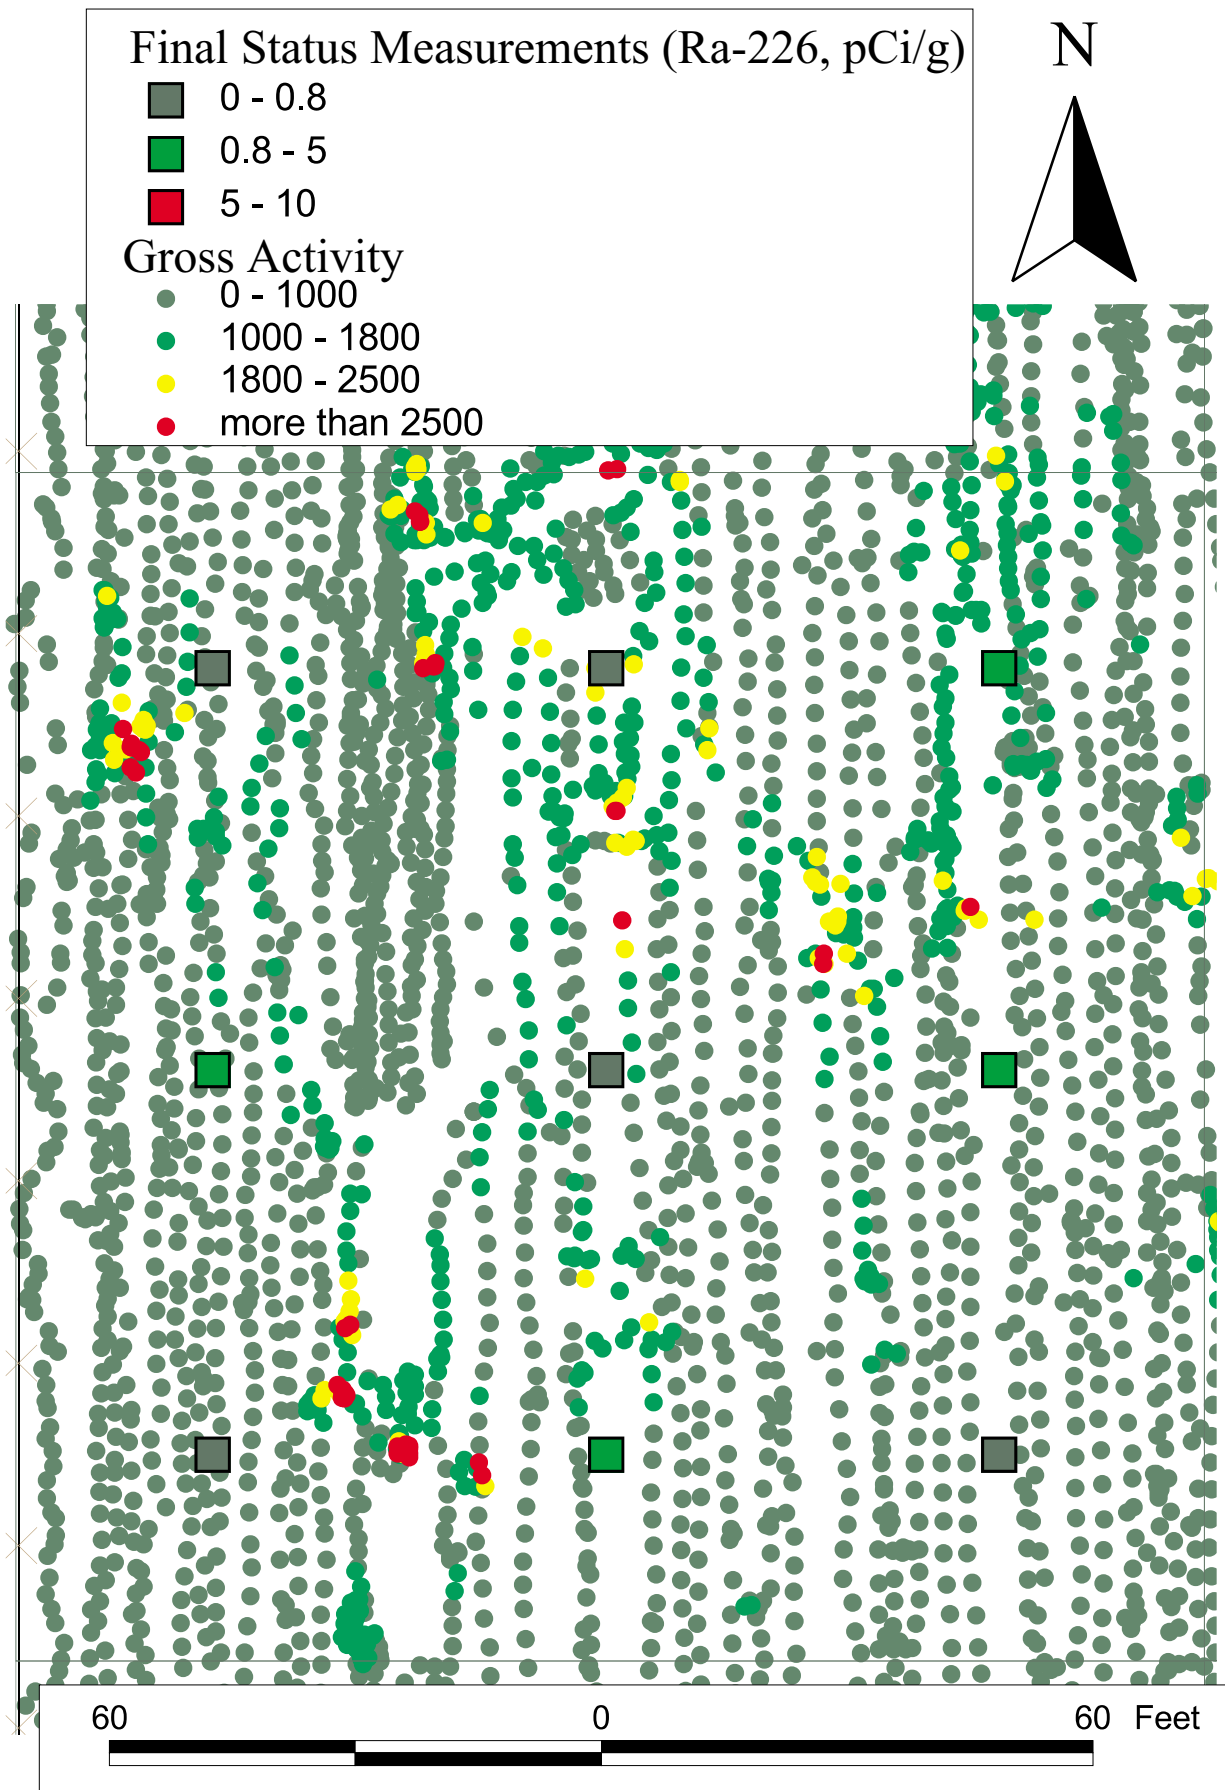 Final Status Measurements (Ra-226, pCi/g)
0 - 0.8
0.8 - 5
5 - 10
Gross Activity
0 - 1000
1000 - 1800
1800 - 2500
more than 2500
N
60 0 60 Feet